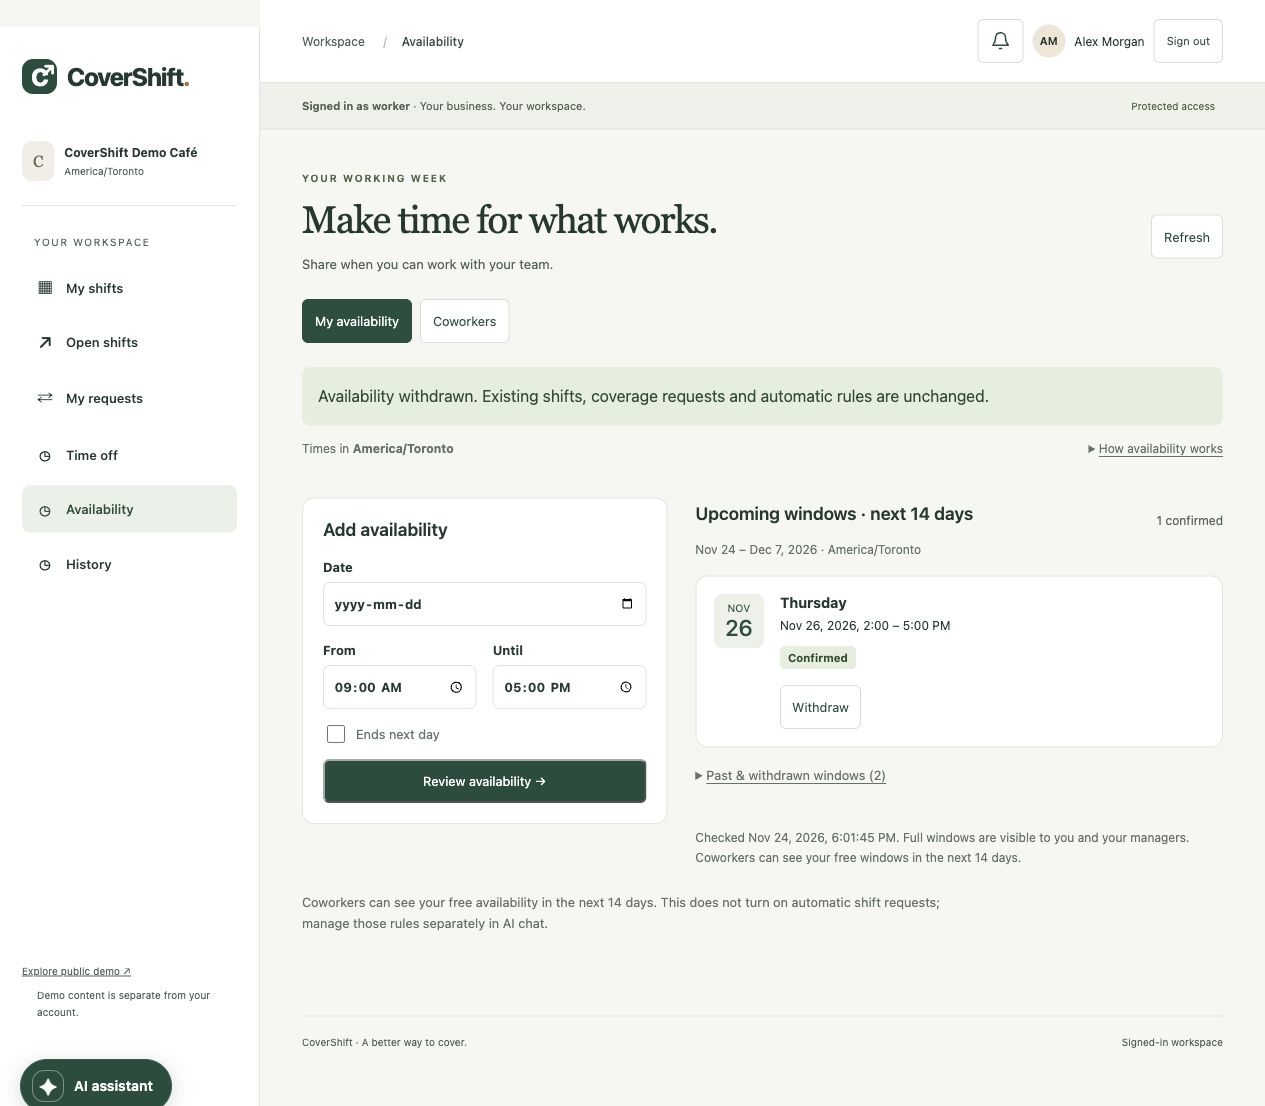 CoverShift.
C
CoverShift Demo Café
America/Toronto
YOUR WORKSPACE
My shifts
Open shifts
My requests
Time off
Availability
History
Explore public demo ↗
Demo content is separate from your
account.
AI assistant
Workspace / Availability
AM
Alex Morgan
Sign out
Signed in as worker · Your business. Your workspace.
Protected access
YOUR WORKING WEEK
Make time for what works.
Share when you can work with your team.
Refresh
My availability
Coworkers
Availability withdrawn. Existing shifts, coverage requests and automatic rules are unchanged.
Times in America/Toronto
How availability works
Add availability
Date
yyyy-mm-dd
From
Until
09:00 AM
05:00 PM
Ends next day
Review availability →
Upcoming windows · next 14 days
1 confirmed
Nov 24 – Dec 7, 2026 · America/Toronto
NOV
26
Thursday
Nov 26, 2026, 2:00 – 5:00 PM
Confirmed
Withdraw
Past & withdrawn windows (2)
Checked Nov 24, 2026, 6:01:45 PM. Full windows are visible to you and your managers.
Coworkers can see your free windows in the next 14 days.
Coworkers can see your free availability in the next 14 days. This does not turn on automatic shift requests;
manage those rules separately in AI chat.
CoverShift · A better way to cover.
Signed-in workspace